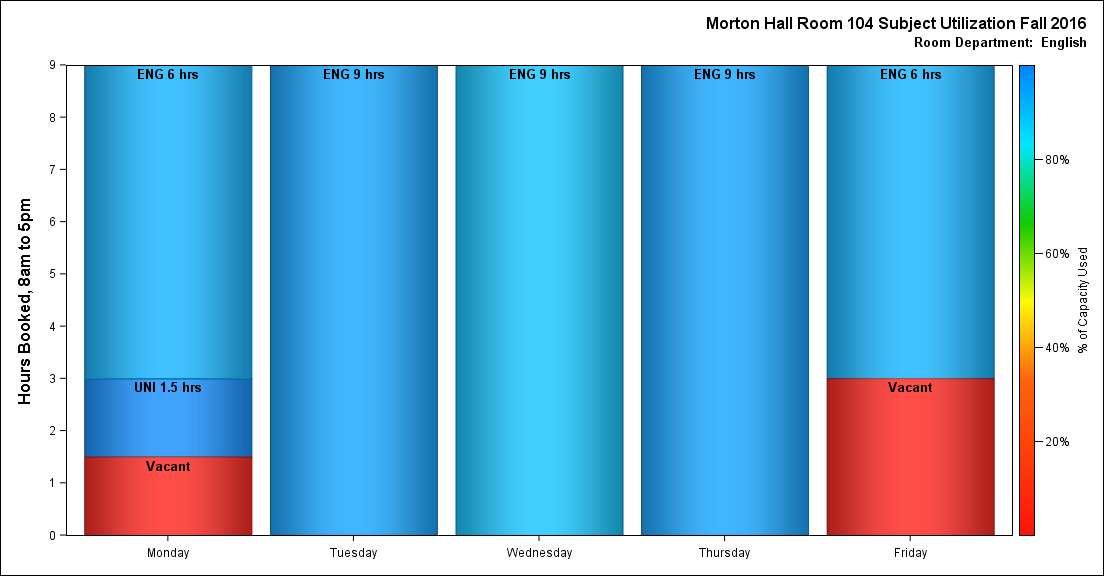 Morton Hall Room 104 Subject Utilization Fall 2016
Room Department:  English
Hours Booked, 8am to 5pm
9
8
7
6
5
4
3
2
1
0
ENG 6 hrs
UNI 1.5 hrs
Vacant
ENG 9 hrs
ENG 9 hrs
ENG 9 hrs
ENG 6 hrs
Vacant
Monday
Tuesday
Wednesday
Thursday
Friday
80%
60%
40%
20%
% of Capacity Used